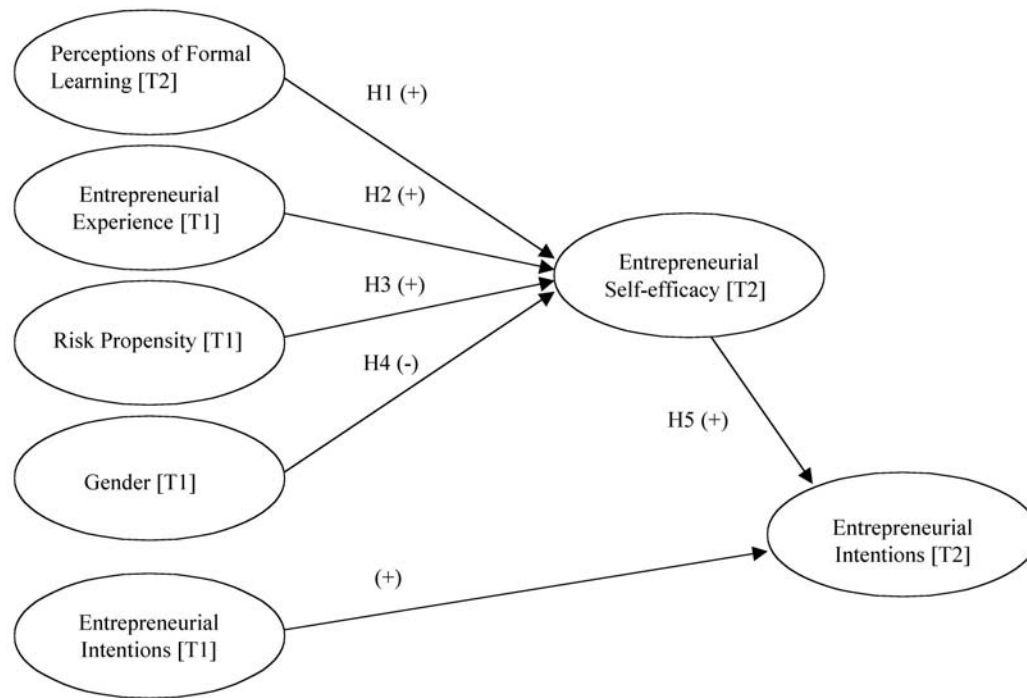 Perceptions of Formal
Learning [T2]
H1 (+)
Entrepreneurial
Experience [T1]
H2 (+)
Risk Propensity [T1]
H3 (+)
Gender [T1]
H4 (-)
Entrepreneurial
Self-efficacy [T2]
H5 (+)
Entrepreneurial
Intentions [T2]
(+)
Entrepreneurial
Intentions [T1]